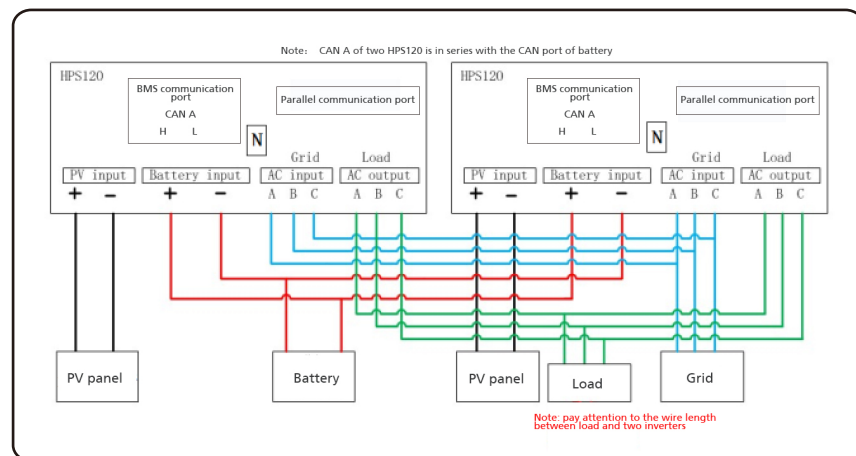 Note: CAN A of two HPS120 is in series with the CAN port of battery
HPS120
BMS communication
port
CAN A
H L
Parallel communication port
N
Grid
Load
PV input
Battery input
AC input
AC output
+ − + − A B C A B C
HPS120
BMS communication
port
CAN A
H L
Parallel communication port
N
Grid
Load
PV input
Battery input
AC input
AC output
+ − + − A B C A B C
PV panel
Battery
PV panel
Load
Grid
Note: pay attention to the wire length
between load and two inverters